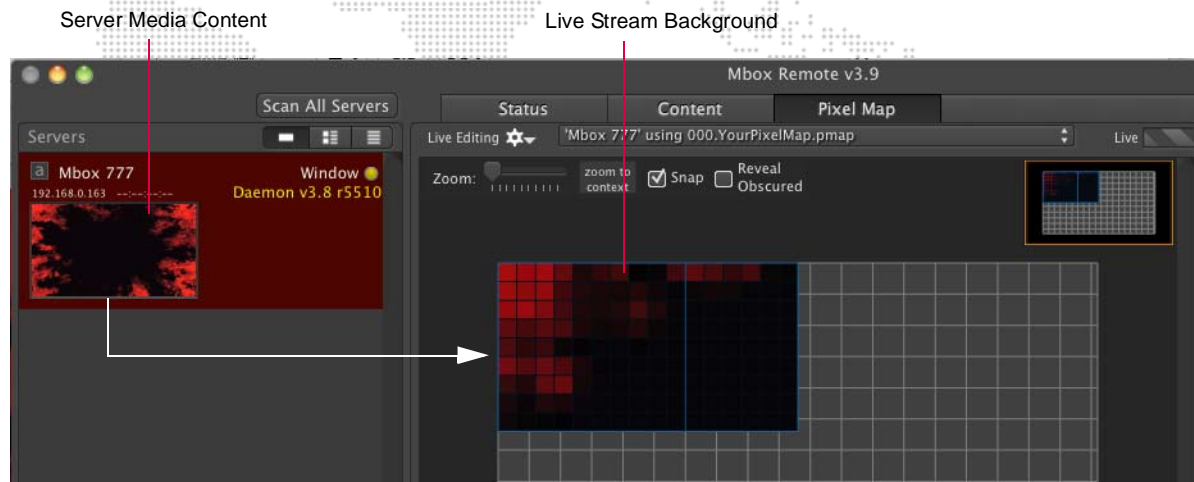 Server Media Content
Live Stream Background
Mbox Remote v3.9
Scan All Servers
Status
Content
Pixel Map
Servers
Live Editing
'Mbox 777' using 000.YourPixelMap.pmap
Live
a
Mbox 777
Window
192.168.0.163 --:--:--:--
Daemon v3.8 r5510
Zoom:
zoom to
context
Snap
Reveal
Obscured